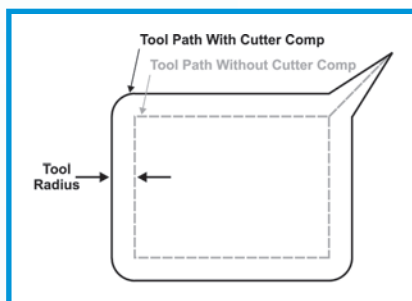 Tool Path With Cutter Comp
Tool Path Without Cutter Comp
Tool
Radius